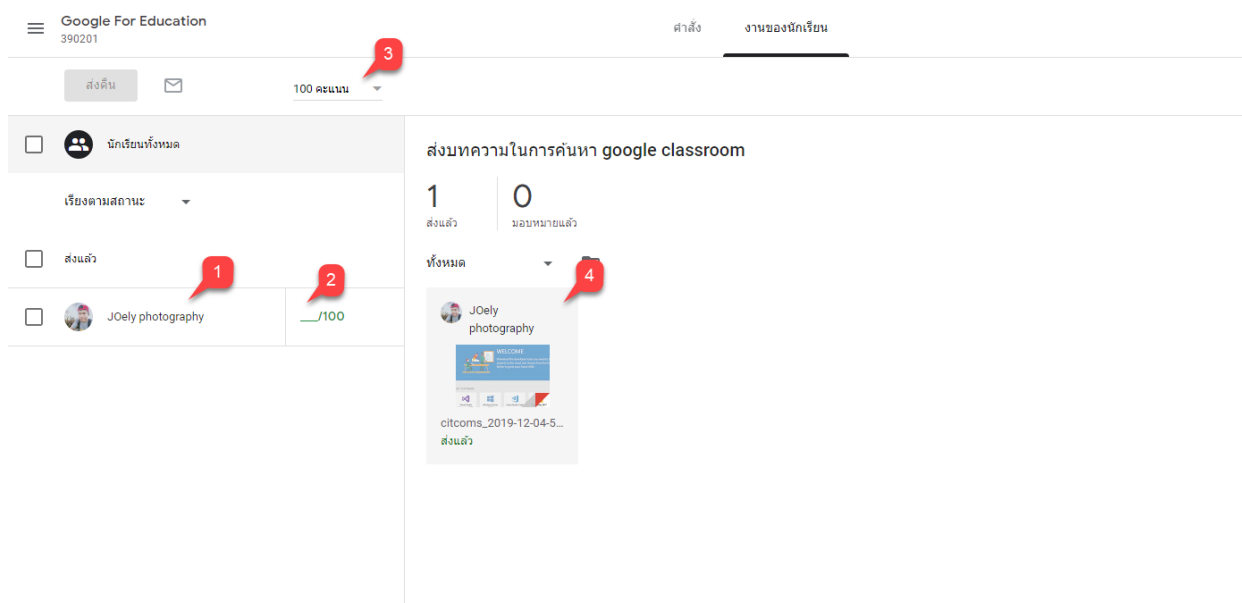 Google For Education
390201
คำสั่ง
งานของนักเรียน
3
ส่งคืน
100 คะแนน
นักเรียนทั้งหมด
เรียงตามสถานะ
ส่งแล้ว
1
2
JOely photography
__/100
ส่งบทความในการค้นหา google classroom
1
0
ส่งแล้ว
มอบหมายแล้ว
ทั้งหมด
4
JOely
photography
WELCOME
citcoms_2019-12-04-5...
ส่งแล้ว